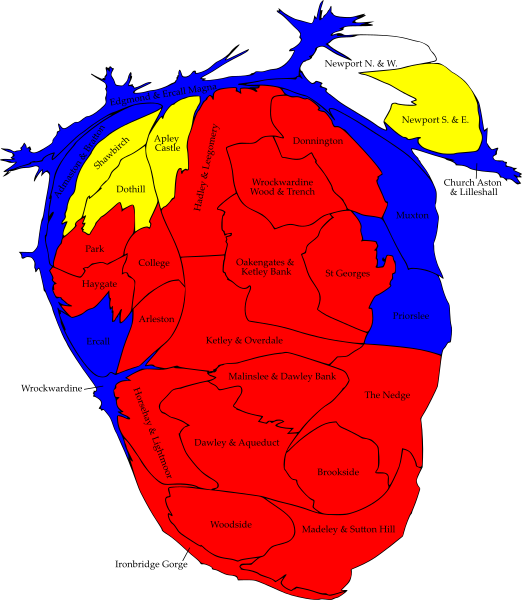 Newport N. & W.
Edgmond & Ercall Magna
Newport S. & E.
Shawbirch
Apley
Castle
Admaston & Bratton
Donnington
Church Aston
& Lilleshall
Hadley & Leegomery
Dothill
Wrockwardine
Wood & Trench
Muxton
Park
College
Oakengates &
Ketley Bank
St Georges
Haygate
Arleston
Priorslee
Ercall
Ketley & Overdale
Wrockwardine
Malinslee & Dawley Bank
The Nedge
Horsehay & Lightmoor
Dawley & Aqueduct
Brookside
Woodside
Madeley & Sutton Hill
Ironbridge Gorge